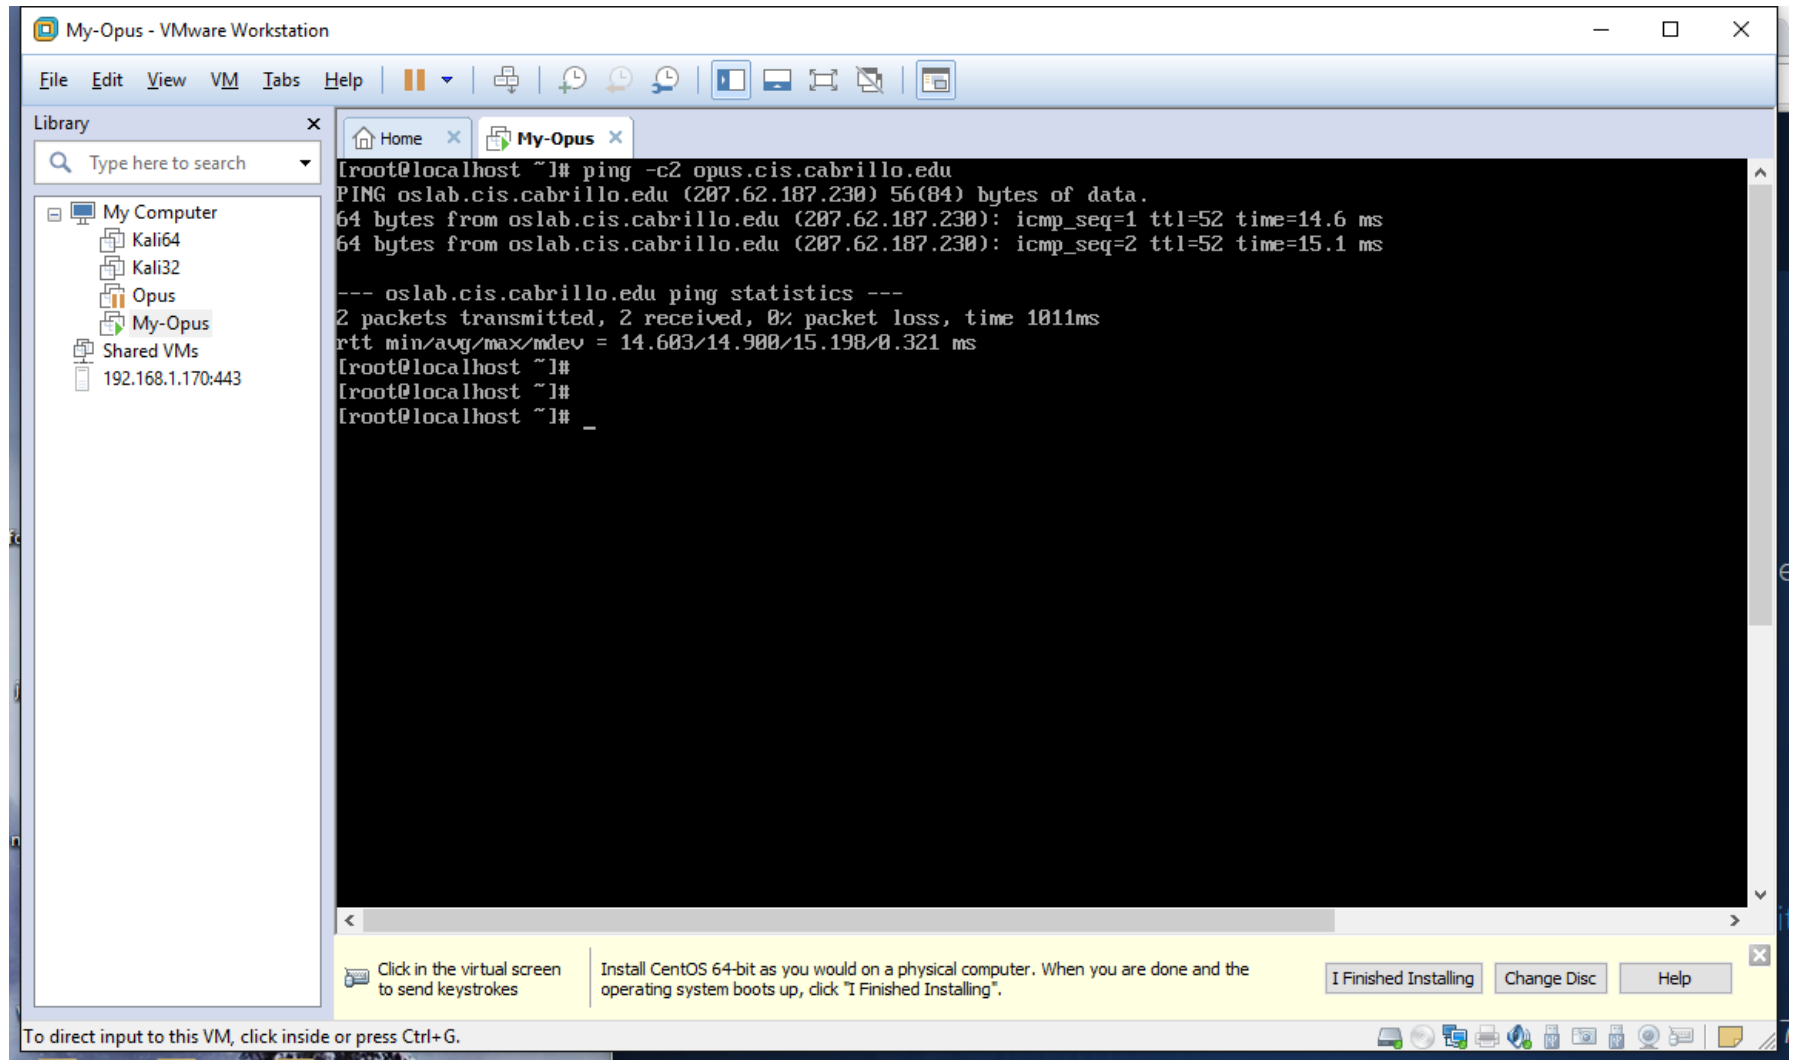 My-Opus - VMware Workstation
File Edit View VM Tabs Help
Library
Type here to search
My Computer
Kali64
Kali32
Opus
My-Opus
Shared VMs
192.168.1.170:443
Home
My-Opus
[root@localhost ~]# ping -c2 opus.cis.cabrillo.edu
PING oslab.cis.cabrillo.edu (207.62.187.230) 56(84) bytes of data.
64 bytes from oslab.cis.cabrillo.edu (207.62.187.230): icmp_seq=1 ttl=52 time=14.6 ms
64 bytes from oslab.cis.cabrillo.edu (207.62.187.230): icmp_seq=2 ttl=52 time=15.1 ms
--- oslab.cis.cabrillo.edu ping statistics ---
2 packets transmitted, 2 received, 0% packet loss, time 1011ms
rtt min/avg/max/mdev = 14.603/14.900/15.198/0.321 ms
[root@localhost ~]#
[root@localhost ~]#
[root@localhost ~]# _
Click in the virtual screen
to send keystrokes
Install CentOS 64-bit as you would on a physical computer. When you are done and the
operating system boots up, click "I Finished Installing".
I Finished Installing
Change Disc
Help
To direct input to this VM, click inside or press Ctrl+G.